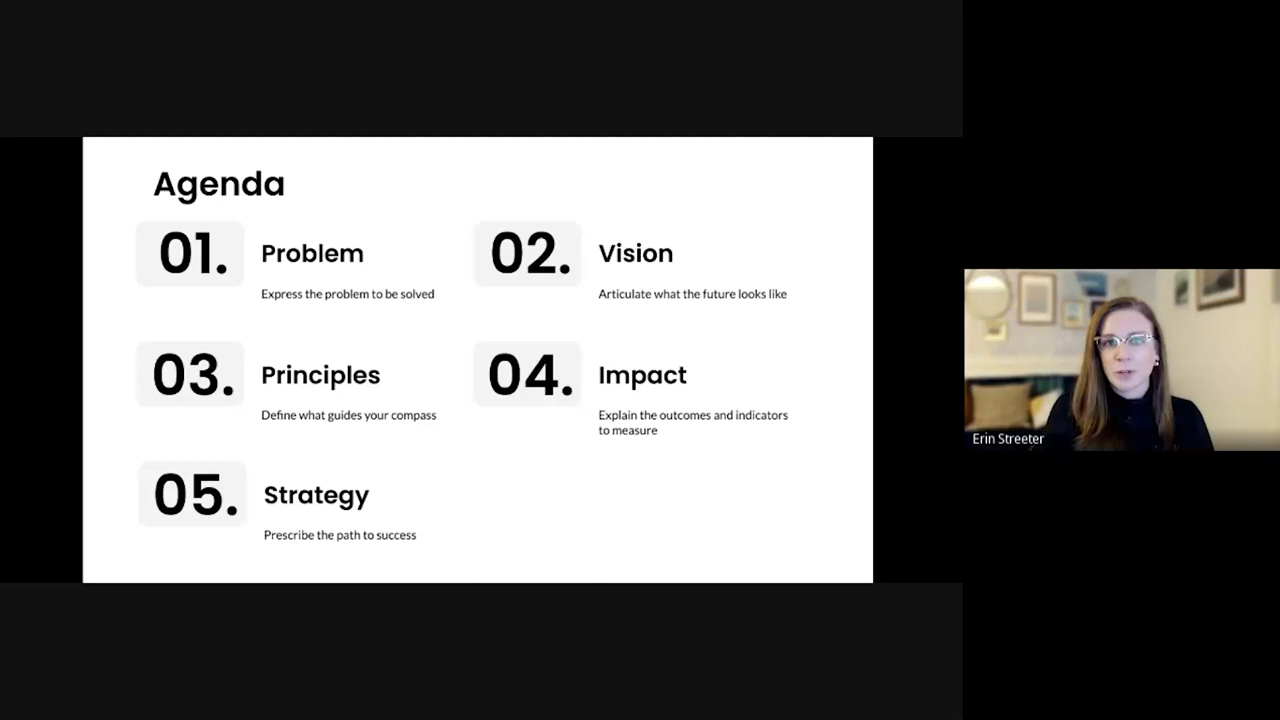 Agenda
01.
Problem
Express the problem to be solved
02.
Vision
Articulate what the future looks like
03.
Principles
Define what guides your compass
04.
Impact
Explain the outcomes and indicators
to measure
05.
Strategy
Prescribe the path to success
Erin Streeter